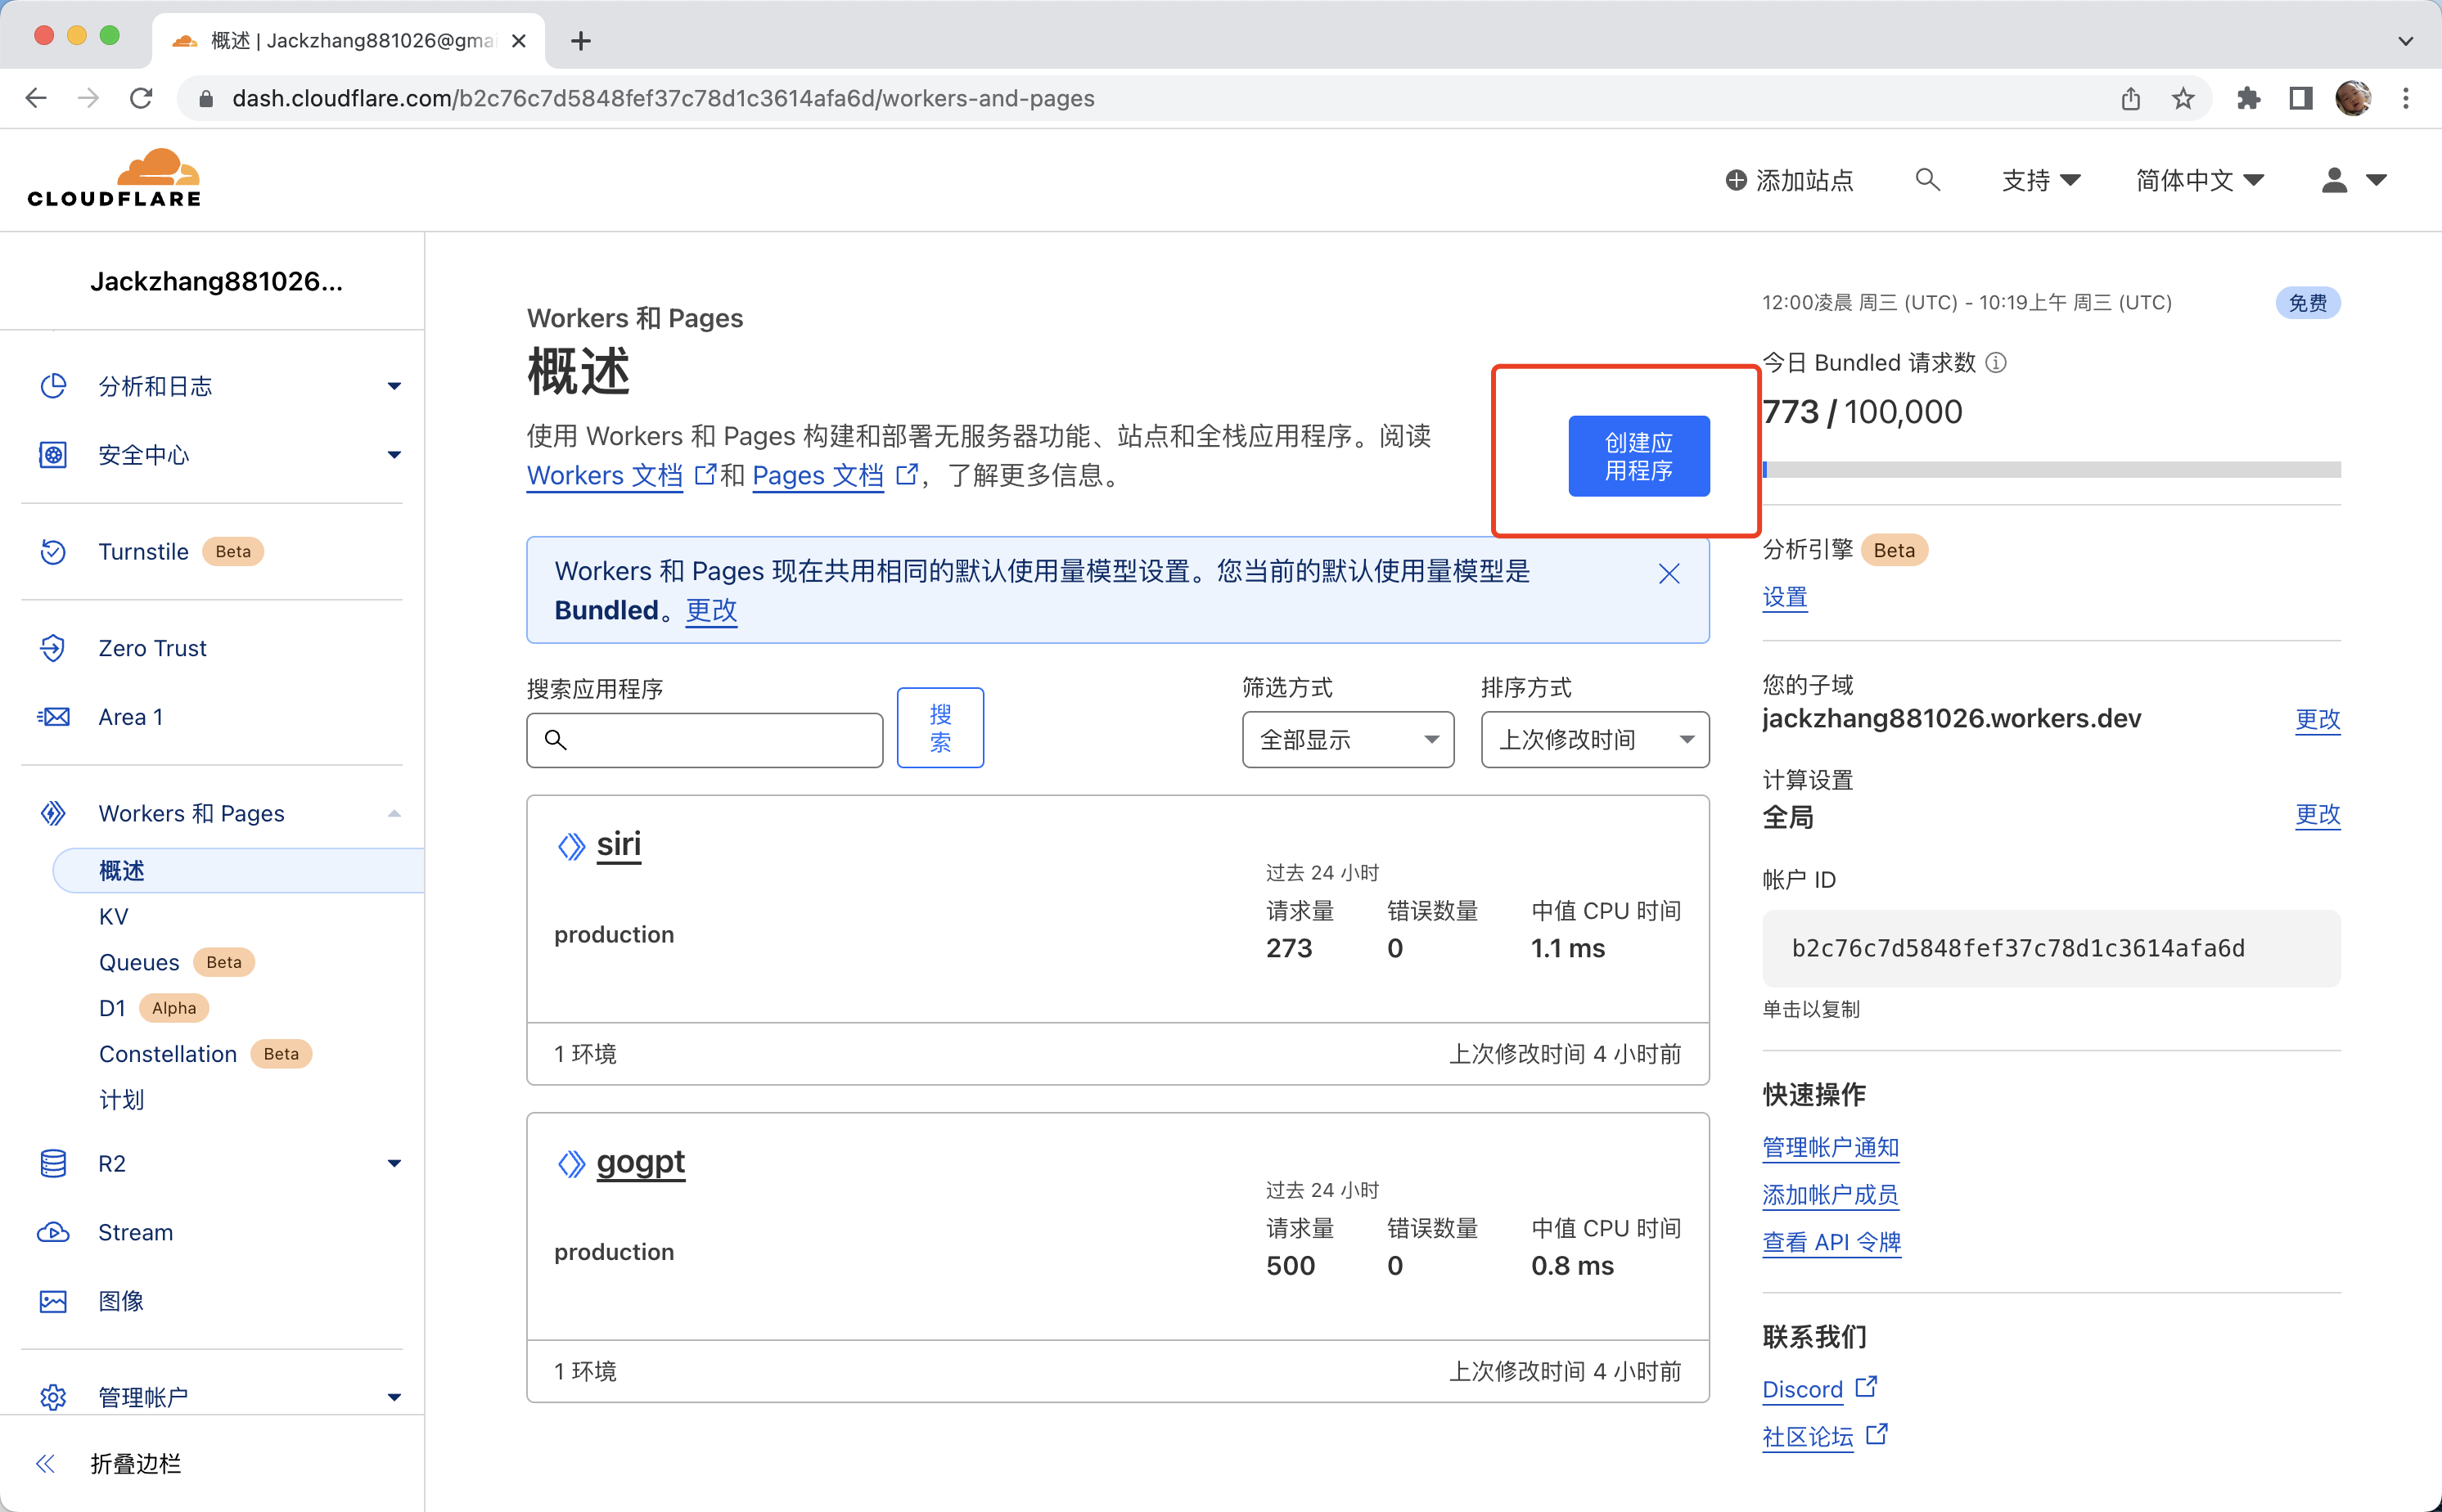 概述 | Jackzhang881026@gmai
dash.cloudflare.com/b2c76c7d5848fef37c78d1c3614afa6d/workers-and-pages
CLOUDFLARE
添加站点
支持
简体中文
Jackzhang881026...
分析和日志
安全中心
Turnstile Beta
Zero Trust
Area 1
Workers 和 Pages
概述
KV
Queues Beta
D1 Alpha
Constellation Beta
计划
R2
Stream
图像
管理帐户
折叠边栏
Workers 和 Pages
概述
使用 Workers 和 Pages 构建和部署无服务器功能、站点和全栈应用程序。阅读
Workers 文档 和 Pages 文档 ，了解更多信息。
创建应
用程序
Workers 和 Pages 现在共用相同的默认使用量模型设置。您当前的默认使用量模型是
Bundled。更改
搜索应用程序
搜
索
筛选方式
全部显示
排序方式
上次修改时间
siri
production
过去 24 小时
请求量 错误数量 中值 CPU 时间
273 0 1.1 ms
1 环境 上次修改时间 4 小时前
gogpt
production
过去 24 小时
请求量 错误数量 中值 CPU 时间
500 0 0.8 ms
1 环境 上次修改时间 4 小时前
12:00凌晨 周三 (UTC) - 10:19上午 周三 (UTC) 免费
今日 Bundled 请求数
773 / 100,000
分析引擎 Beta
设置
您的子域
jackzhang881026.workers.dev 更改
计算设置
全局 更改
帐户 ID
b2c76c7d5848fef37c78d1c3614afa6d
单击以复制
快速操作
管理帐户通知
添加帐户成员
查看 API 令牌
联系我们
Discord
社区论坛